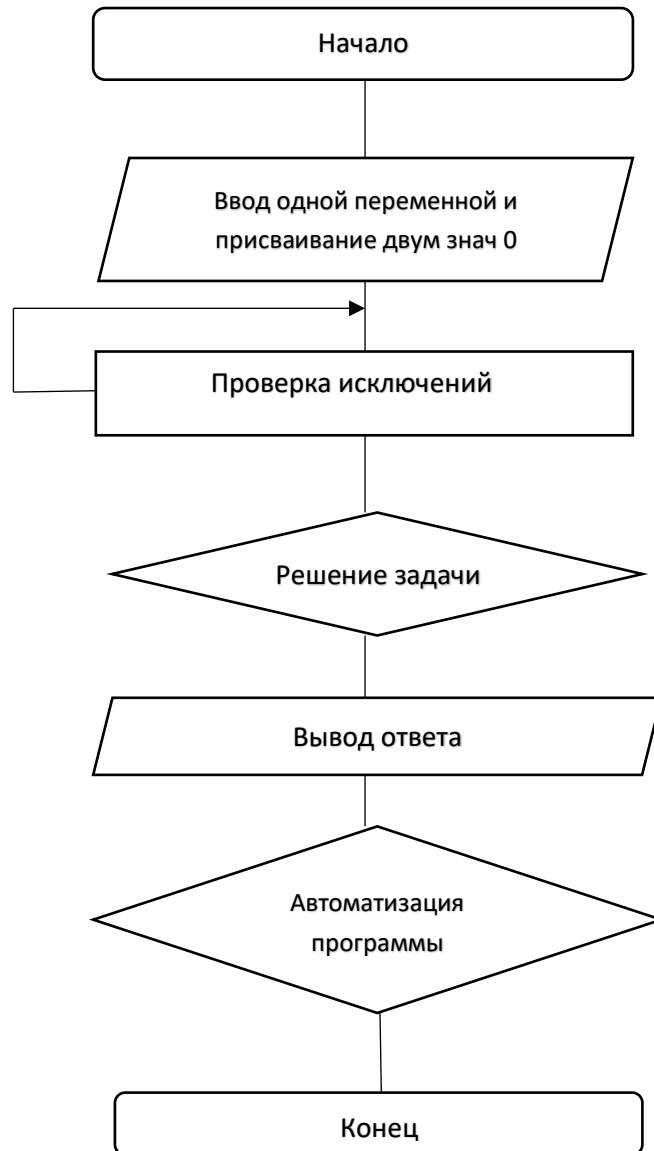 Начало
Ввод одной переменной и
присваивание двум знач 0
Проверка исключений
Решение задачи
Вывод ответа
Автоматизация
программы
Конец